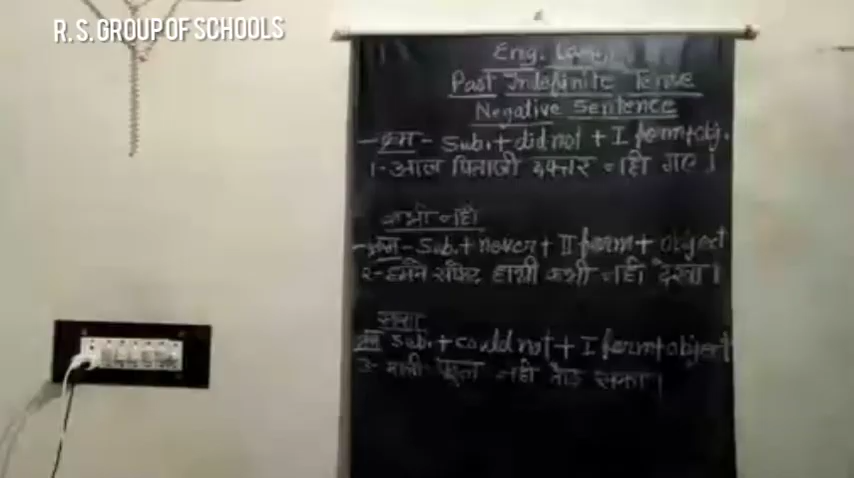 R. S. GROUP OF SCHOOLS
Eng.
Past Indefinite Tense
Negative Sentence
-क्रम - Sub. + did not + I form + obj.
1- आज पिताजी दफ्तर नही गए।
कभी नही
-क्रम - Sub. + never + II form + object
2- हमने सफेद हाथी कभी नही देखा।
सका
क्रम Sub. + could not + I form + object
3- माली फूल नही तोड़ सका।